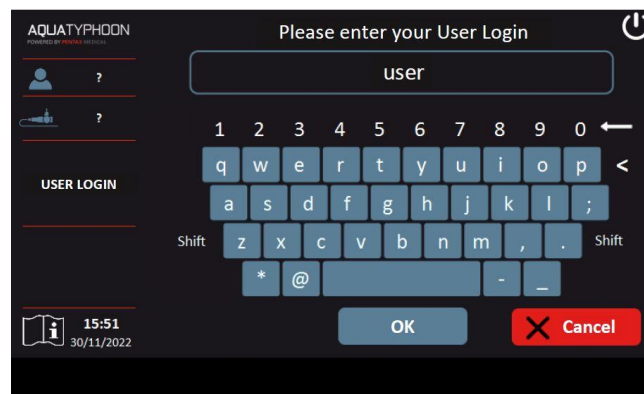 AQUATYPHOON
POWERED BY PENTAX MEDICAL
Please enter your User Login
user
?
?
USER LOGIN
1 2 3 4 5 6 7 8 9 0
q w e r t y u i o p <
a s d f g h j k l ;
Shift z x c v b n m , . Shift
* @ - _
OK
Cancel
i
15:51
30/11/2022